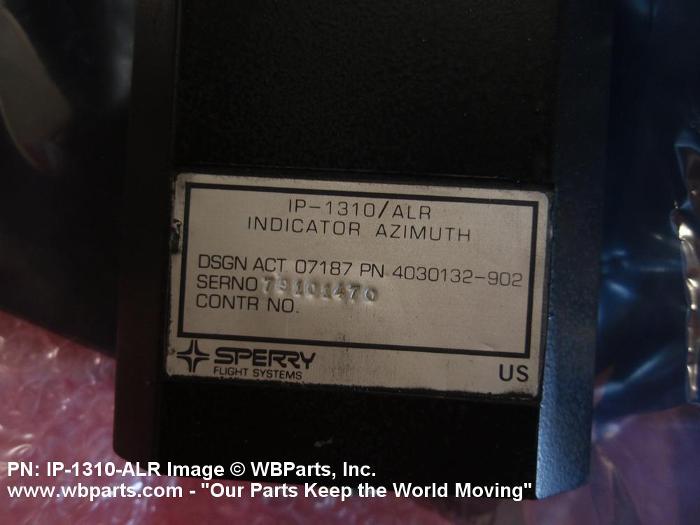 IP-1310/ALR
INDICATOR AZIMUTH
DSGN ACT 07187 PN 4030132-902
SERNO 79101470
CONTR NO.
SPERRY
FLIGHT SYSTEMS
US
PN: IP-1310-ALR Image © WBParts, Inc.
www.wbparts.com - "Our Parts Keep the World Moving"